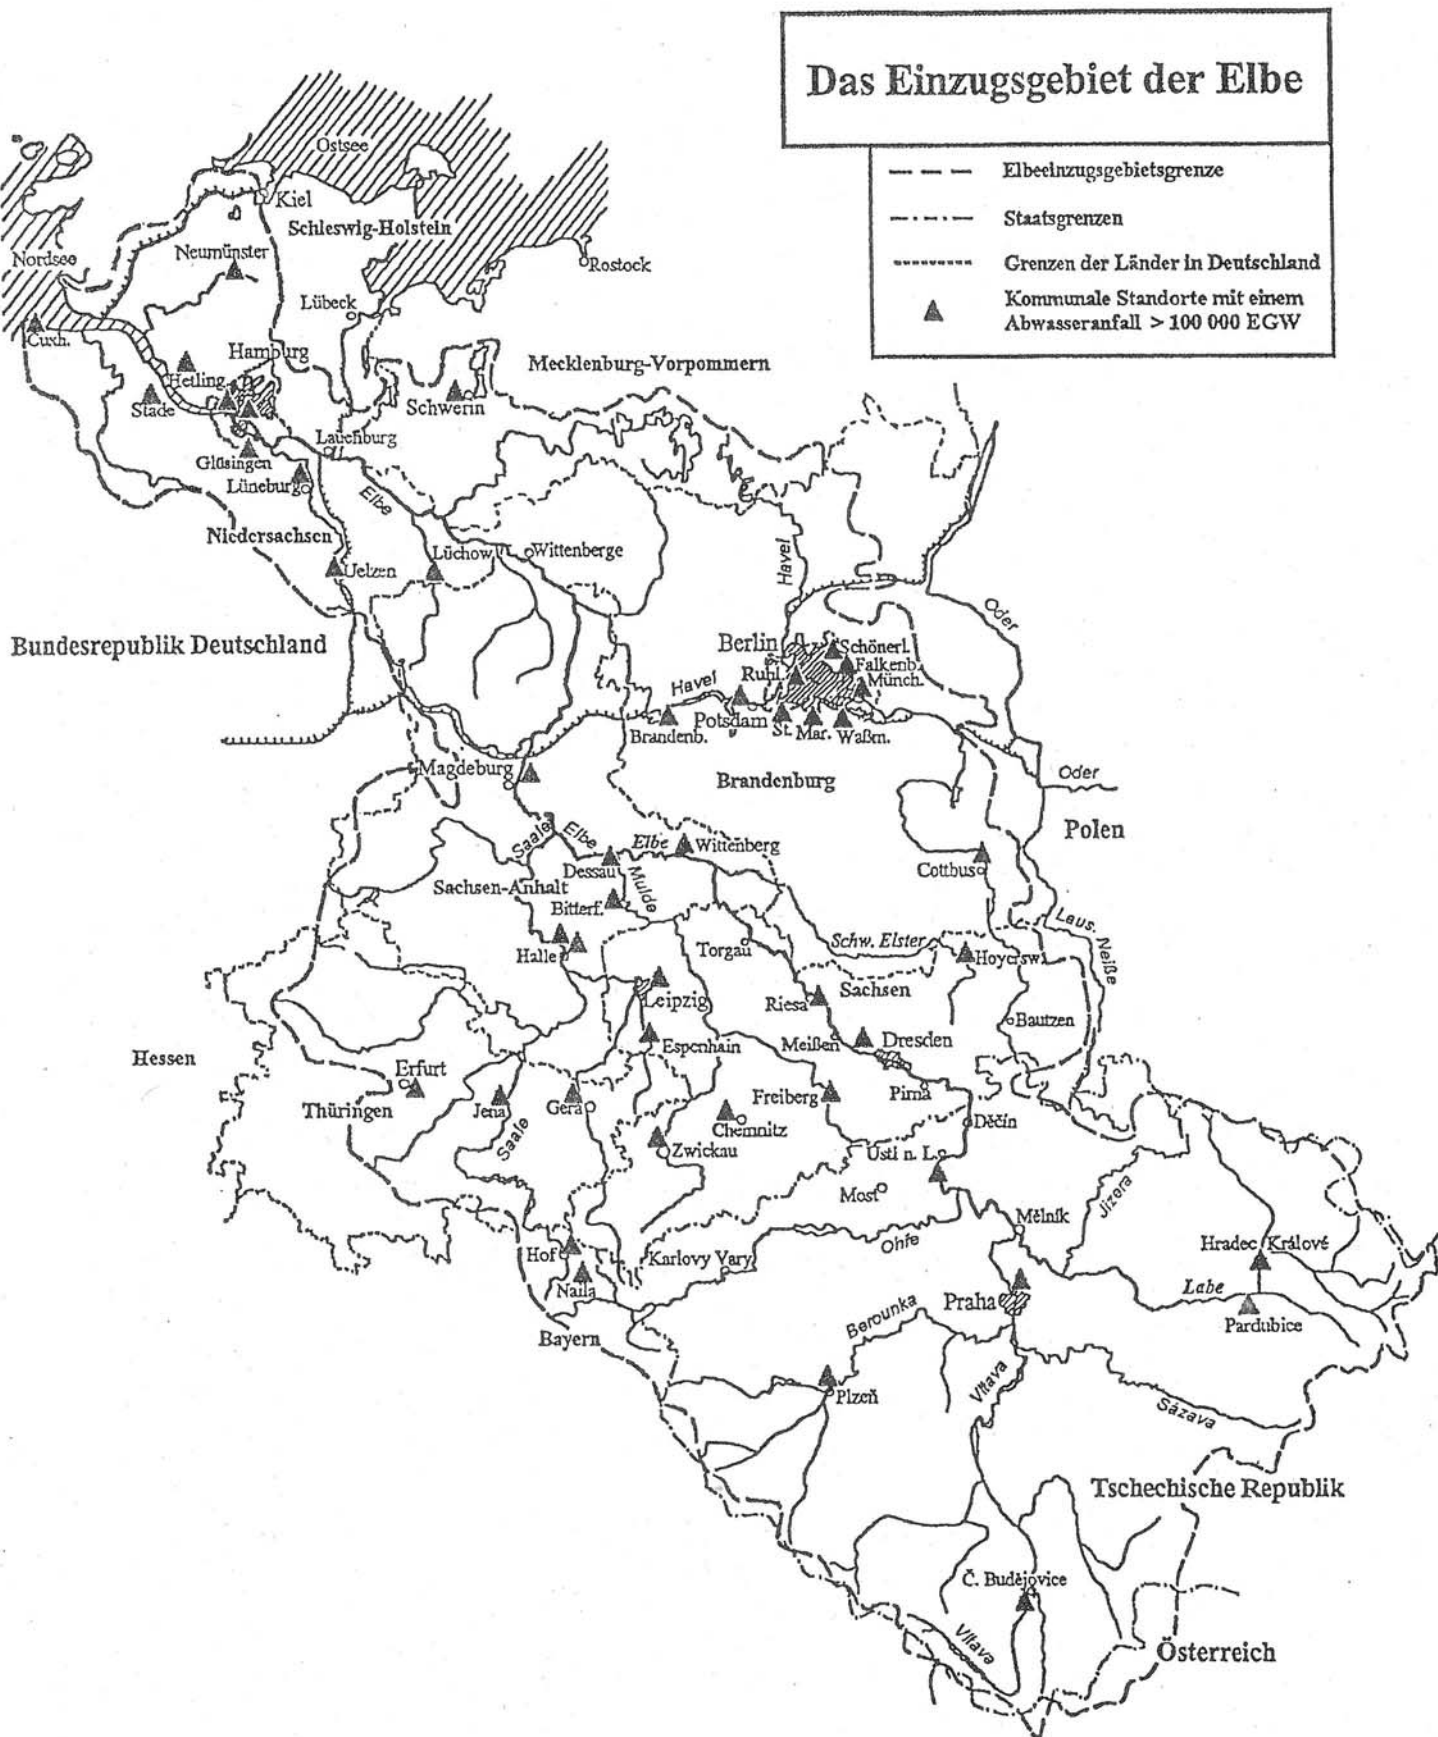 Das Einzugsgebiet der Elbe
Elbeeinzugsgebietsgrenze
Staatsgrenzen
Grenzen der Länder in Deutschland
Kommunale Standorte mit einem
Abwasseranfall > 100 000 EGW
Ostsee
Kiel
Schleswig-Holstein
Nordsee
Neumünster
Rostock
Lübeck
Cuxh.
Hamburg
Mecklenburg-Vorpommern
Hetling.
Stade
Schwerin
Lauenburg
Glüsingen
Lüneburg
Elbe
Niedersachsen
Lüchow
Wittenberge
Havel
Uelzen
Oder
Bundesrepublik Deutschland
Berlin
Schönerl.
Falkenb.
Ruhl.
Münch.
Havel
Potsdam
St.
Mar.
Waßm.
Brandenb.
Magdeburg
Brandenburg
Oder
Polen
Saale
Elbe
Elbe
Wittenberg
Dessau
Cottbus
Mulde
Sachsen-Anhalt
Bitterf.
Laus. Neiße
Halle
Torgau
Schw. Elster
Hoyersw.
Leipzig
Riesa
Sachsen
Bautzen
Espenhain
Meißen
Dresden
Hessen
Erfurt
Thüringen
Jena
Gera
Freiberg
Pirna
Saale
Chemnitz
Děčín
Zwickau
Ústí n. L.
Most
Jizera
Mělník
Hof
Karlovy Vary
Ohře
Hradec Králové
Naila
Labe
Praha
Bayern
Berounka
Pardubice
Vltava
Plzeň
Sázava
Tschechische Republik
Č. Budějovice
Vltava
Österreich